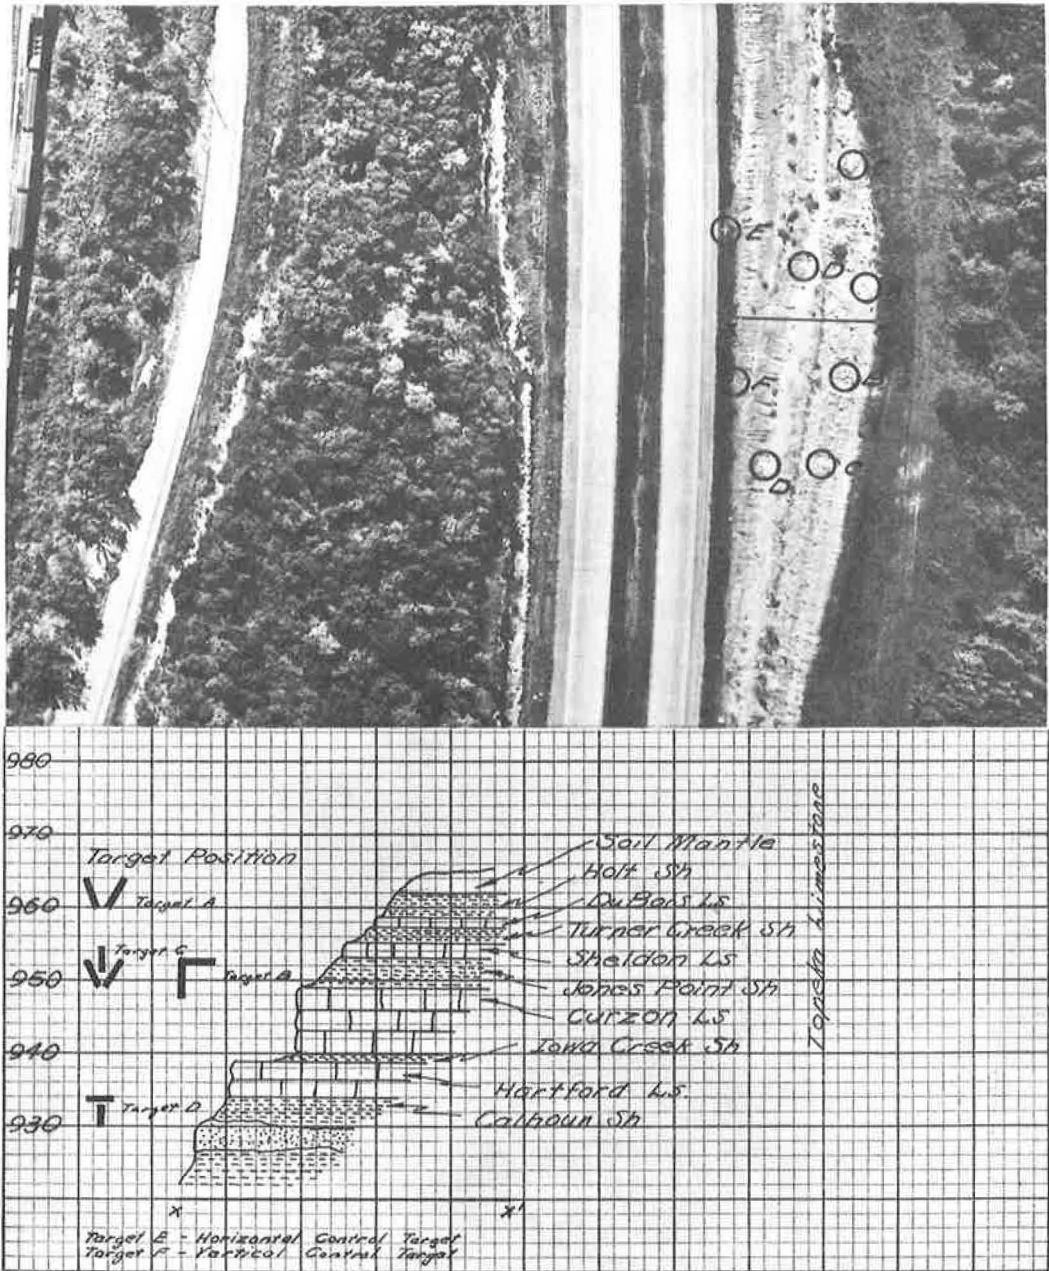 E
D
A
D
C
980
970
960
950
940
930
Target Position
Target A
Target C
Target B
Target D
Soil Mantle
Holt Sh
DuBois Ls
Turner Creek Sh
Sheldon Ls
Jones Point Sh
Curzon Ls
Iowa Creek Sh
Hartford Ls.
Calhoun Sh
Topeka Limestone
X
X'
Target E - Horizontal Control Target
Target F - Vertical Control Target